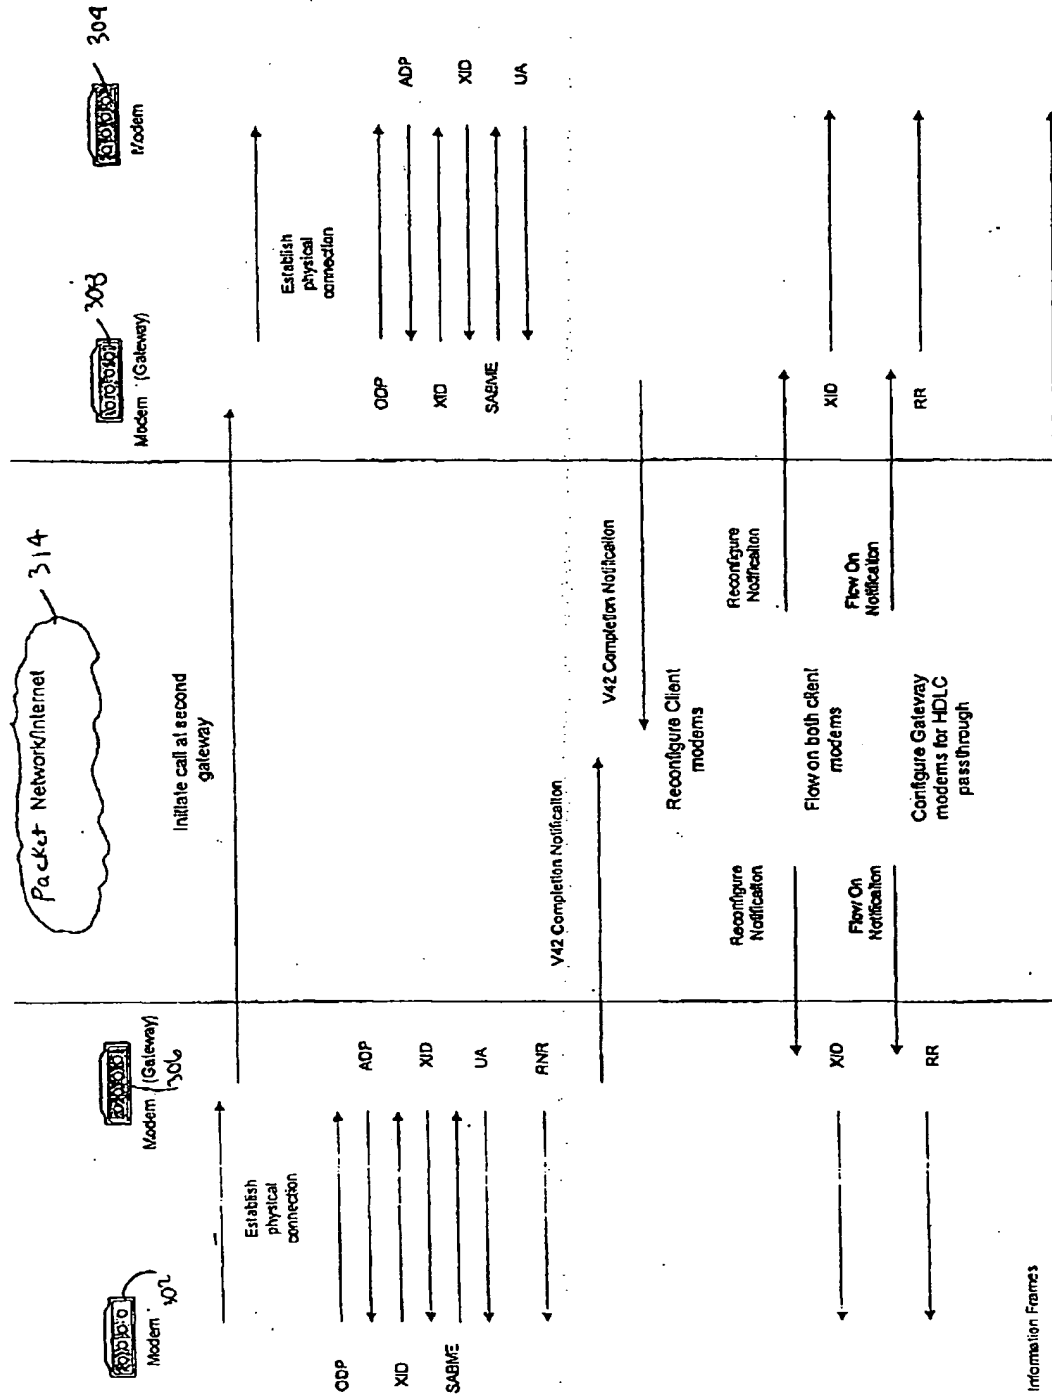 Packet Network/Internet
314
Modem
302
Modem (Gateway)
306
Modem (Gateway)
308
Modem
304
Establish
physical
connection
Initiate call at second
gateway
Establish
physical
connection
ODP
ADP
XID
XID
SABME
UA
RNR
ODP
ADP
XID
XID
SABME
UA
V42 Completion Notification
V42 Completion Notification
Reconfigure Client
modems
Reconfigure
Notification
Reconfigure
Notification
XID
Flow on both client
modems
XID
Flow On
Notification
Flow On
Notification
RR
Configure Gateway
modems for HDLC
passthrough
RR
Information Frames